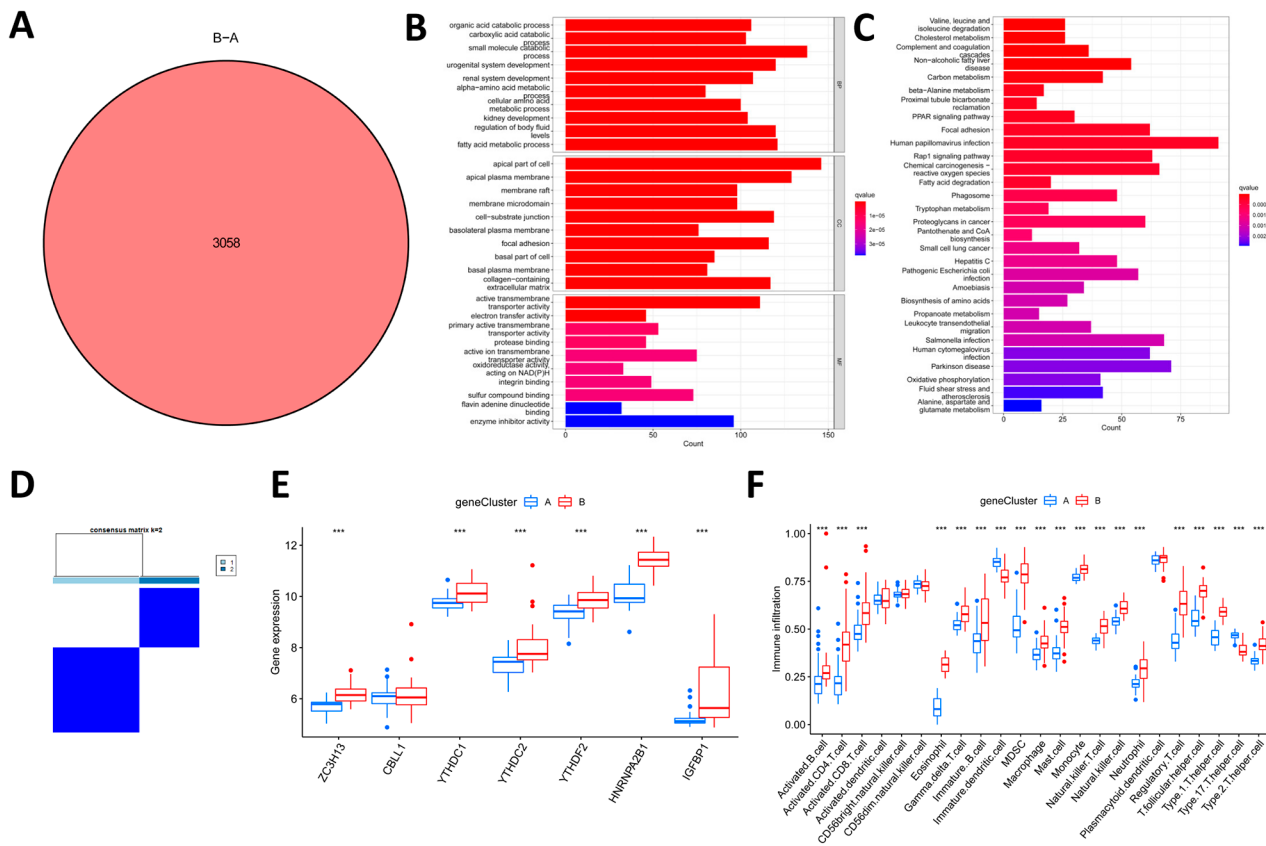 A
B−A
3058
B
organic acid catabolic process
carboxylic acid catabolic
process
small molecule catabolic
process
urogenital system development
renal system development
alpha−amino acid metabolic
process
cellular amino acid
metabolic process
kidney development
regulation of body fluid
levels
fatty acid metabolic process
BP
apical part of cell
apical plasma membrane
membrane raft
membrane microdomain
cell−substrate junction
basolateral plasma membrane
focal adhesion
basal part of cell
basal plasma membrane
collagen−containing
extracellular matrix
CC
active transmembrane
transporter activity
electron transfer activity
primary active transmembrane
transporter activity
protease binding
active ion transmembrane
transporter activity
oxidoreductase activity,
acting on NAD(P)H
integrin binding
sulfur compound binding
flavin adenine dinucleotide
binding
enzyme inhibitor activity
MF
0 50 100 150
Count
qvalue
1e−05
2e−05
3e−05
C
Valine, leucine and
isoleucine degradation
Cholesterol metabolism
Complement and coagulation
cascades
Non−alcoholic fatty liver
disease
Carbon metabolism
beta−Alanine metabolism
Proximal tubule bicarbonate
reclamation
PPAR signaling pathway
Focal adhesion
Human papillomavirus infection
Rap1 signaling pathway
Chemical carcinogenesis −
reactive oxygen species
Fatty acid degradation
Phagosome
Tryptophan metabolism
Proteoglycans in cancer
Pantothenate and CoA
biosynthesis
Small cell lung cancer
Hepatitis C
Pathogenic Escherichia coli
infection
Amoebiasis
Biosynthesis of amino acids
Propanoate metabolism
Leukocyte transendothelial
migration
Salmonella infection
Human cytomegalovirus
infection
Parkinson disease
Oxidative phosphorylation
Fluid shear stress and
atherosclerosis
Alanine, aspartate and
glutamate metabolism
0 25 50 75
Count
qvalue
0.000
0.001
0.002
D
consensus matrix k=2
1
2
E
geneCluster A B
*** *** *** *** *** ***
Gene expression
12
10
8
6
ZC3H13
CBLL1
YTHDC1
YTHDC2
YTHDF2
HNRNPA2B1
IGFBP1
F
geneCluster A B
*** *** *** *** *** *** *** *** *** *** *** *** *** *** *** *** *** *** ***
Immune infiltration
1.00
0.75
0.50
0.25
0.00
Activated.B.cell
Activated.CD4.T.cell
Activated.CD8.T.cell
Activated.dendritic.cell
CD56bright.natural.killer.cell
CD56dim.natural.killer.cell
Eosinophil
Gamma.delta.T.cell
Immature..B.cell
Immature.dendritic.cell
MDSC
Macrophage
Mast.cell
Monocyte
Natural.killer.T.cell
Natural.killer.cell
Neutrophil
Plasmacytoid.dendritic.cell
Regulatory.T.cell
T.follicular.helper.cell
Type.1.T.helper.cell
Type.17.T.helper.cell
Type.2.T.helper.cell